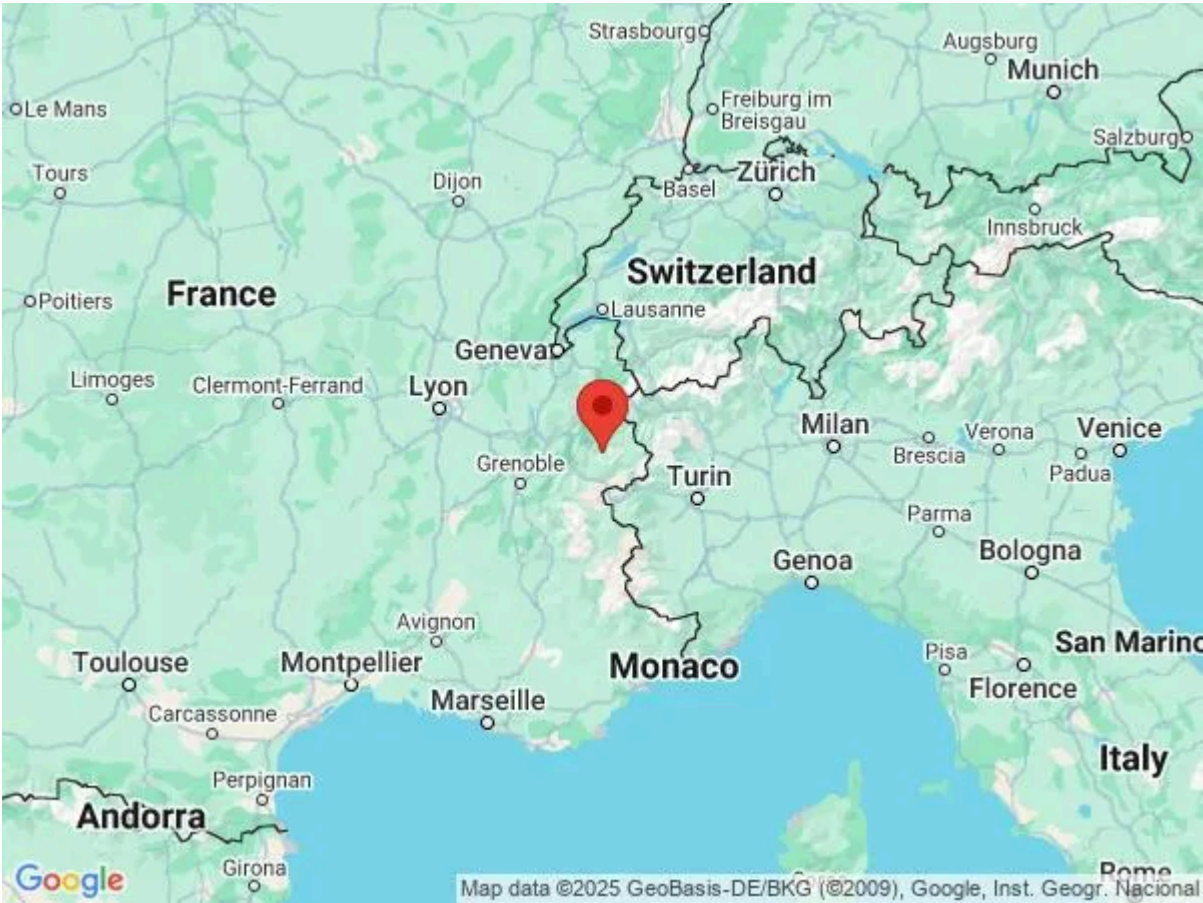 Strasbourg
Augsburg
Munich
Le Mans
Freiburg im
Breisgau
Salzburg
Tours
Dijon
Basel
Zürich
Innsbruck
Switzerland
France
Poitiers
Lausanne
Geneva
Limoges
Clermont-Ferrand
Lyon
Milan
Verona
Venice
Brescia
Padua
Grenoble
Turin
Parma
Bologna
Genoa
Avignon
San Marino
Toulouse
Montpellier
Monaco
Pisa
Florence
Marseille
Carcassonne
Italy
Perpignan
Andorra
Girona
Rome
Google
Map data ©2025 GeoBasis-DE/BKG (©2009), Google, Inst. Geogr. Nacional